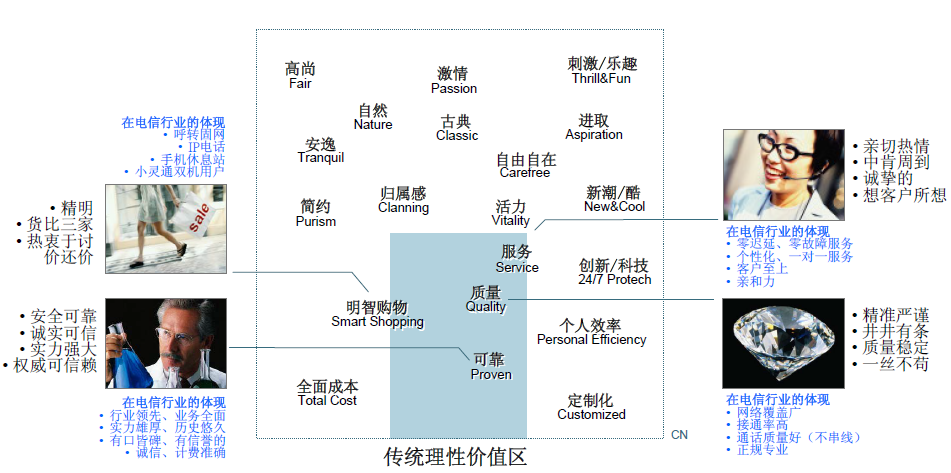 高尚
Fair
激情
Passion
刺激/乐趣
Thrill&Fun
自然
Nature
古典
Classic
进取
Aspiration
安逸
Tranquil
自由自在
Carefree
简约
Purism
归属感
Clanning
活力
Vitality
新潮/酷
New&Cool
服务
Service
创新/科技
24/7 Protech
明智购物
Smart Shopping
质量
Quality
个人效率
Personal Efficiency
可靠
Proven
全面成本
Total Cost
定制化
Customized
CN
传统理性价值区
在电信行业的体现
• 呼转固网
• IP电话
• 手机休息站
• 小灵通双机用户
• 精明
• 货比三家
• 热衷于讨
价还价
sale
• 安全可靠
• 诚实可信
• 实力强大
• 权威可信赖
在电信行业的体现
• 行业领先、业务全面
• 实力雄厚、历史悠久
• 有口皆碑、有信誉的
• 诚信、计费准确
• 亲切热情
• 中肯周到
• 诚挚的
• 想客户所想
在电信行业的体现
• 零迟延、零故障服务
• 个性化、一对一服务
• 客户至上
• 亲和力
• 精准严谨
• 井井有条
• 质量稳定
• 一丝不苟
在电信行业的体现
• 网络覆盖广
• 接通率高
• 通话质量好（不串线）
• 正规专业